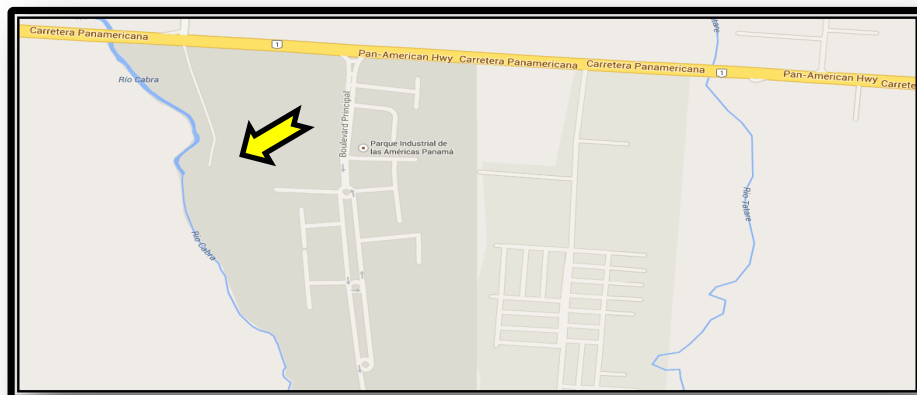 Carretera Panamericana
1
Pan-American Hwy
Carretera Panamericana
Carretera Panamericana
1
Pan-American Hwy
Carrete
Río Cabra
Boulevard Principal
Parque Industrial de
las Américas Panamá
Río Cabra
Río Tatare
Tatare